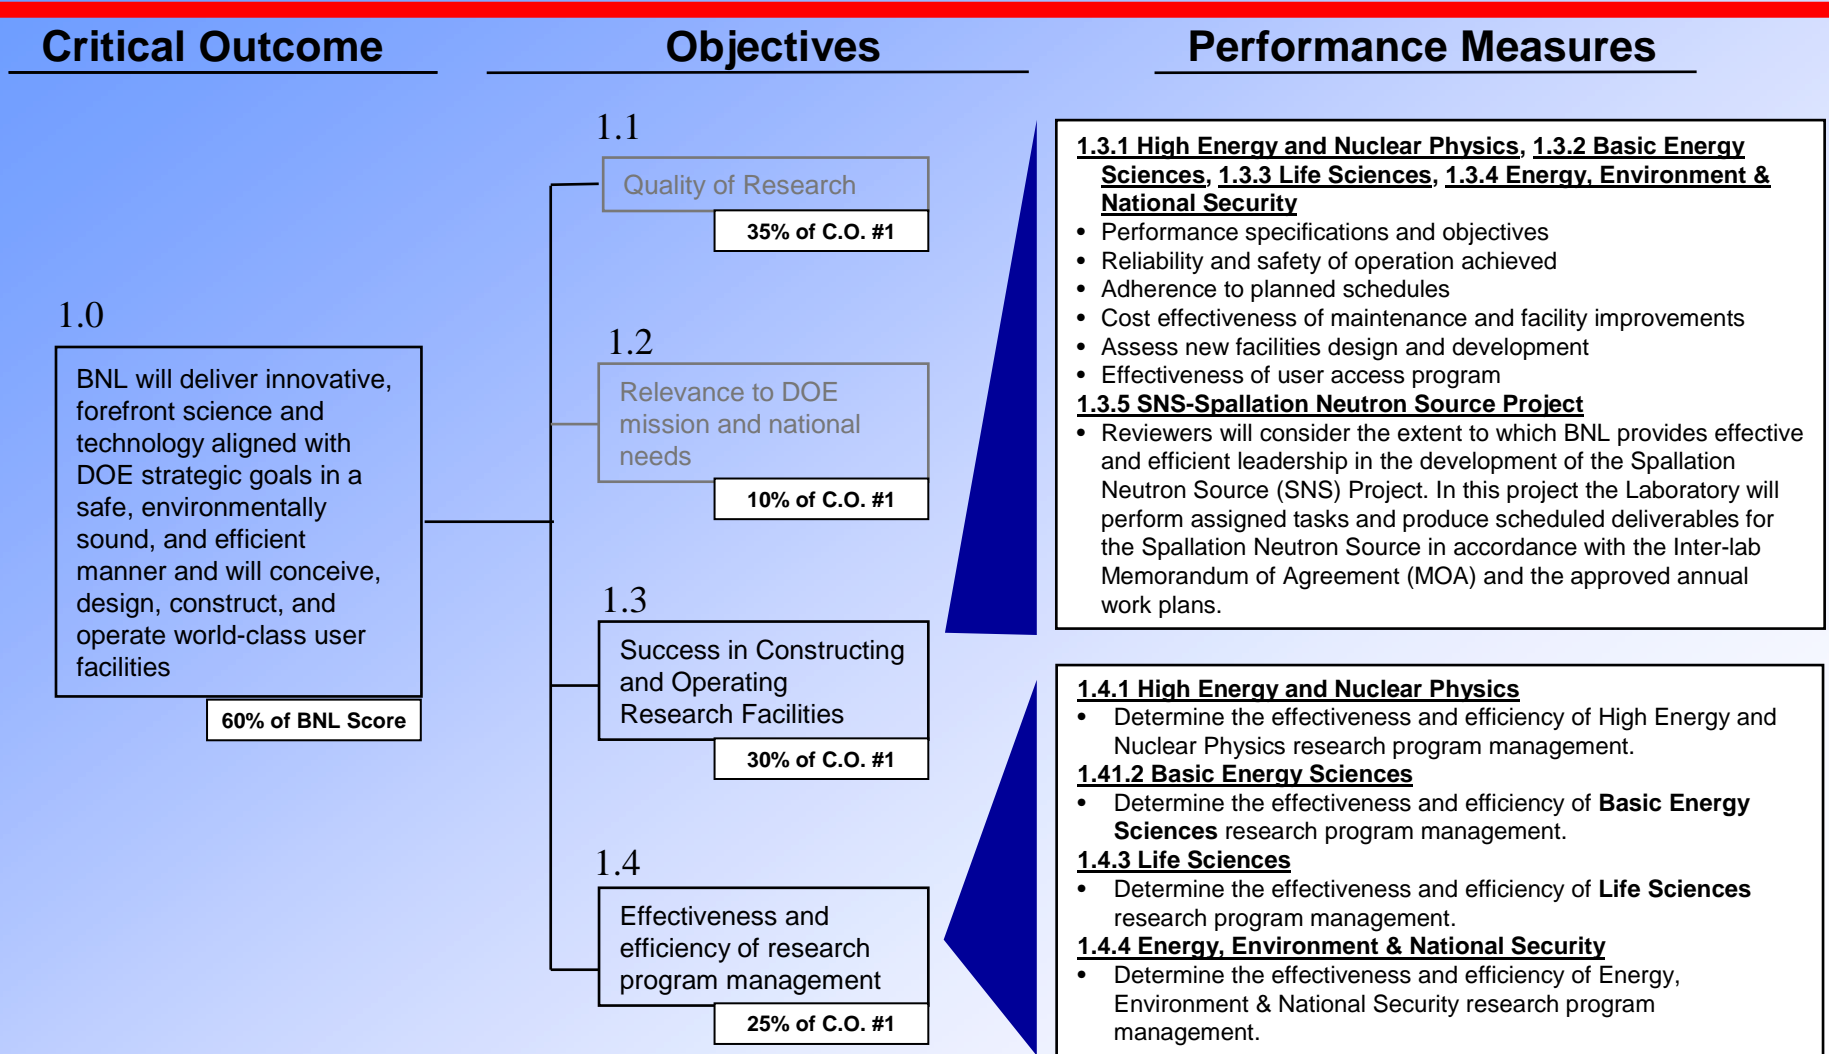 Critical Outcome
Objectives
Performance Measures
1.0
BNL will deliver innovative,
forefront science and
technology aligned with
DOE strategic goals in a
safe, environmentally
sound, and efficient
manner and will conceive,
design, construct, and
operate world-class user
facilities
60% of BNL Score
1.1
Quality of Research
35% of C.O. #1
1.2
Relevance to DOE
mission and national
needs
10% of C.O. #1
1.3
Success in Constructing
and Operating
Research Facilities
30% of C.O. #1
1.4
Effectiveness and
efficiency of research
program management
25% of C.O. #1
1.3.1 High Energy and Nuclear Physics, 1.3.2 Basic Energy
Sciences, 1.3.3 Life Sciences, 1.3.4 Energy, Environment &
National Security
• Performance specifications and objectives
• Reliability and safety of operation achieved
• Adherence to planned schedules
• Cost effectiveness of maintenance and facility improvements
• Assess new facilities design and development
• Effectiveness of user access program
1.3.5 SNS-Spallation Neutron Source Project
• Reviewers will consider the extent to which BNL provides effective
and efficient leadership in the development of the Spallation
Neutron Source (SNS) Project. In this project the Laboratory will
perform assigned tasks and produce scheduled deliverables for
the Spallation Neutron Source in accordance with the Inter-lab
Memorandum of Agreement (MOA) and the approved annual
work plans.
1.4.1 High Energy and Nuclear Physics
• Determine the effectiveness and efficiency of High Energy and
Nuclear Physics research program management.
1.41.2 Basic Energy Sciences
• Determine the effectiveness and efficiency of Basic Energy
Sciences research program management.
1.4.3 Life Sciences
• Determine the effectiveness and efficiency of Life Sciences
research program management.
1.4.4 Energy, Environment & National Security
• Determine the effectiveness and efficiency of Energy,
Environment & National Security research program
management.